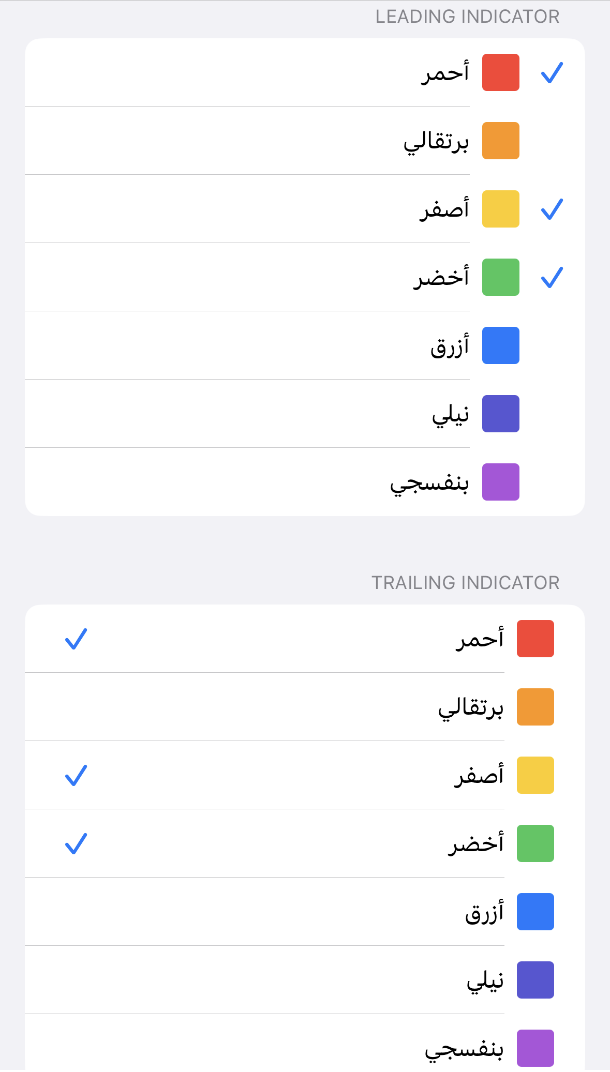 LEADING INDICATOR
أحمر
برتقالي
أصفر
أخضر
أزرق
نيلي
بنفسجي
TRAILING INDICATOR
أحمر
برتقالي
أصفر
أخضر
أزرق
نيلي
بنفسجي